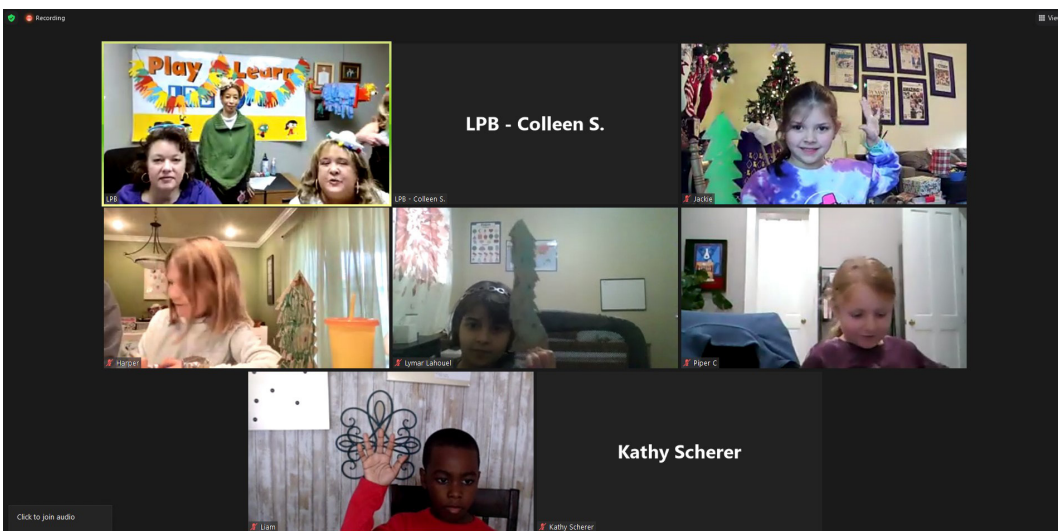 Recording
View
Play Learn
LPB
LPB - Colleen S.
LPB - Colleen S.
Jackie
Harper
Lymar Lahouel
Piper C
Liam
Kathy Scherer
Kathy Scherer
Click to join audio